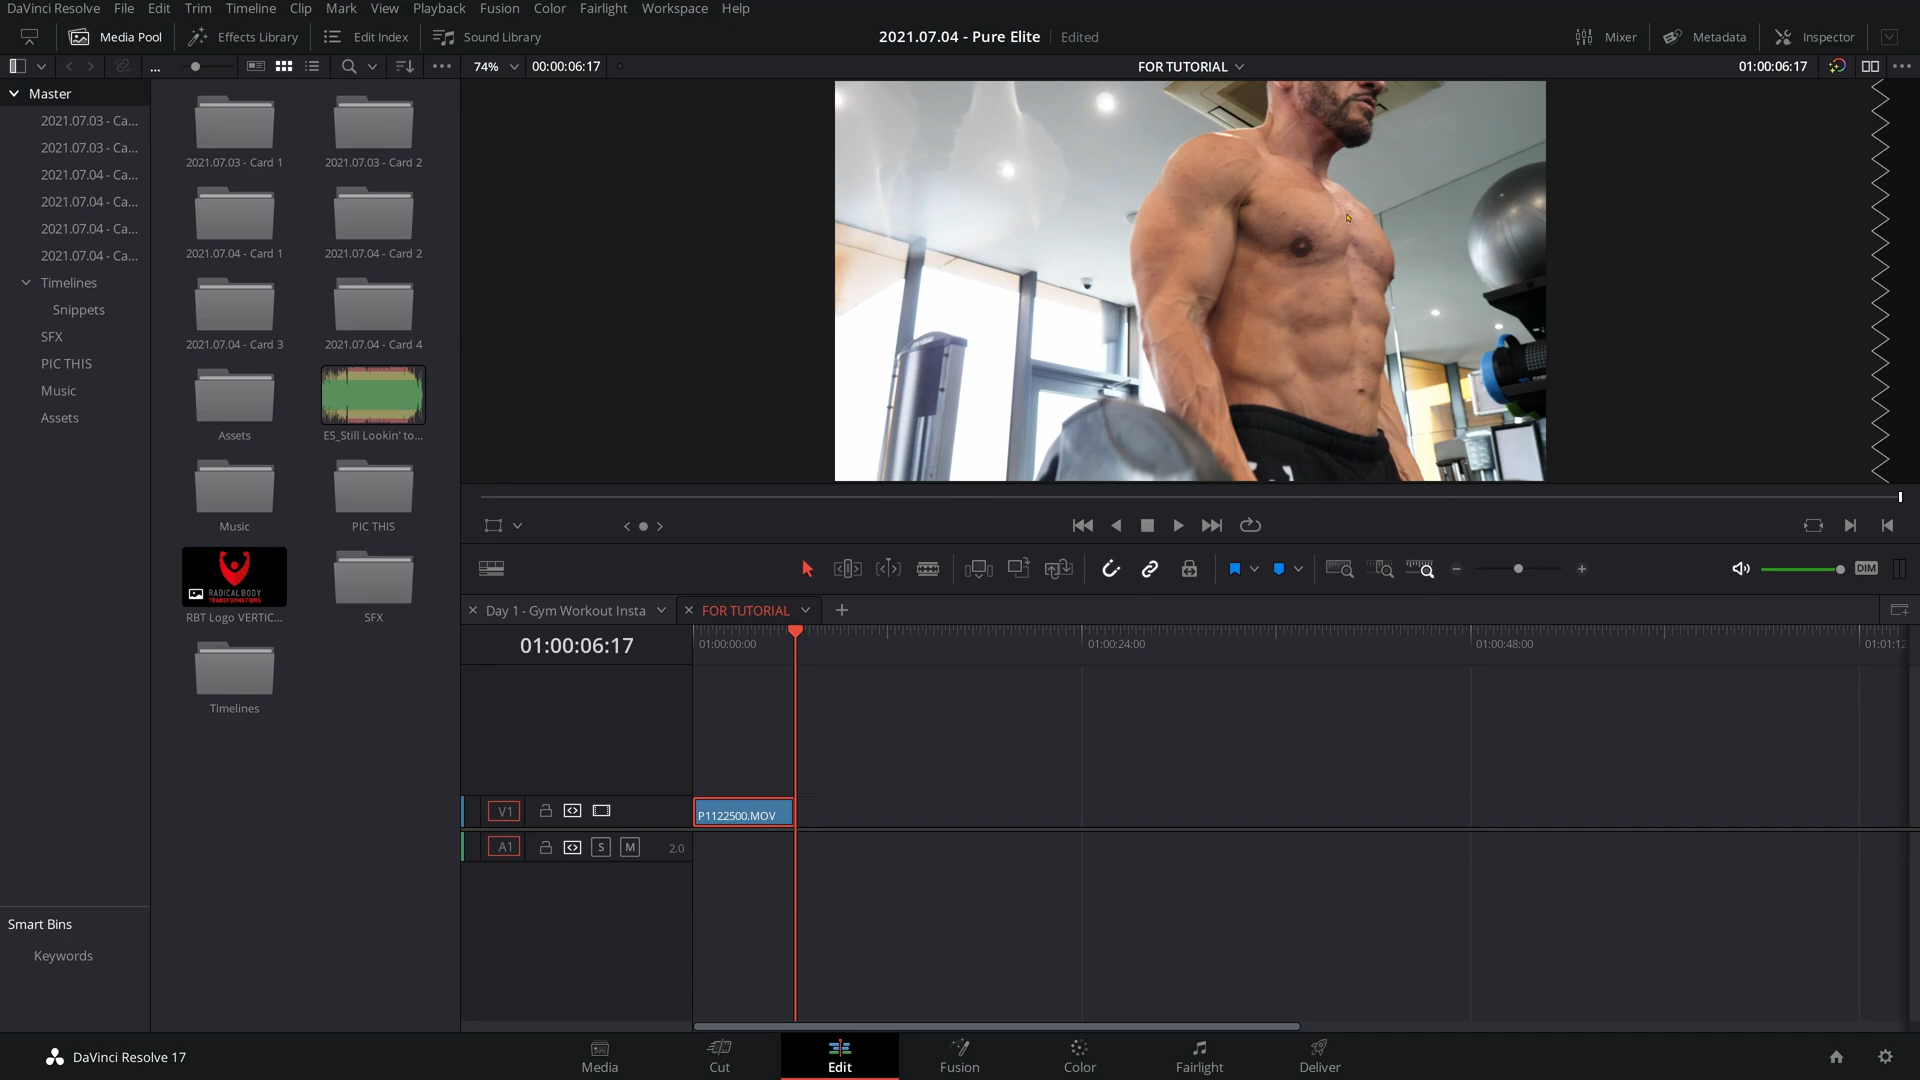 DaVinci Resolve File Edit Trim Timeline Clip Mark View Playback Fusion Color Fairlight Workspace Help
Media Pool Effects Library Edit Index Sound Library 2021.07.04 - Pure Elite Edited Mixer Metadata Inspector
... 74% 00:00:06:17 FOR TUTORIAL 01:00:06:17
Master
2021.07.03 - Ca...
2021.07.03 - Ca...
2021.07.04 - Ca...
2021.07.04 - Ca...
2021.07.04 - Ca...
2021.07.04 - Ca...
Timelines
Snippets
SFX
PIC THIS
Music
Assets
2021.07.03 - Card 1 2021.07.03 - Card 2
2021.07.04 - Card 1 2021.07.04 - Card 2
2021.07.04 - Card 3 2021.07.04 - Card 4
Assets ES_Still Lookin' to...
Music PIC THIS
RADICALBODY
TRANSFORMATIONS
RBT Logo VERTIC... SFX
Timelines
Smart Bins
Keywords
DIM
Day 1 - Gym Workout Insta FOR TUTORIAL
01:00:06:17 01:00:00:00 01:00:24:00 01:00:48:00 01:01:12
V1 P1122500.MOV
A1 S M 2.0
DaVinci Resolve 17 Media Cut Edit Fusion Color Fairlight Deliver